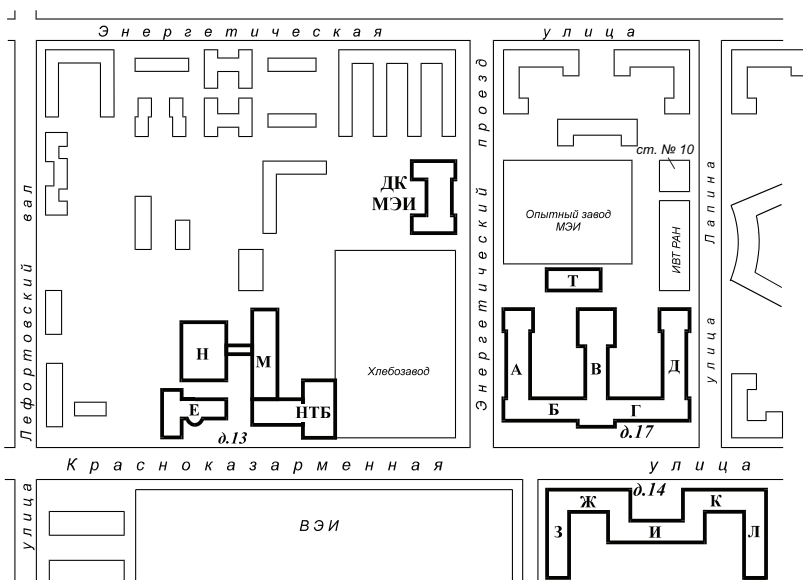 Энергетическая улица
Лефортовский вал
Энергетический проезд
ст. № 10
улица Лапина
ДК
МЭИ
Опытный завод
МЭИ
ИВТ РАН
Т
Н
М
Хлебозавод
А
В
Д
Е
НТБ
Б
Г
д.13
д.17
Красноказарменная улица
улица
д.14
Ж
К
ВЭИ
З
И
Л